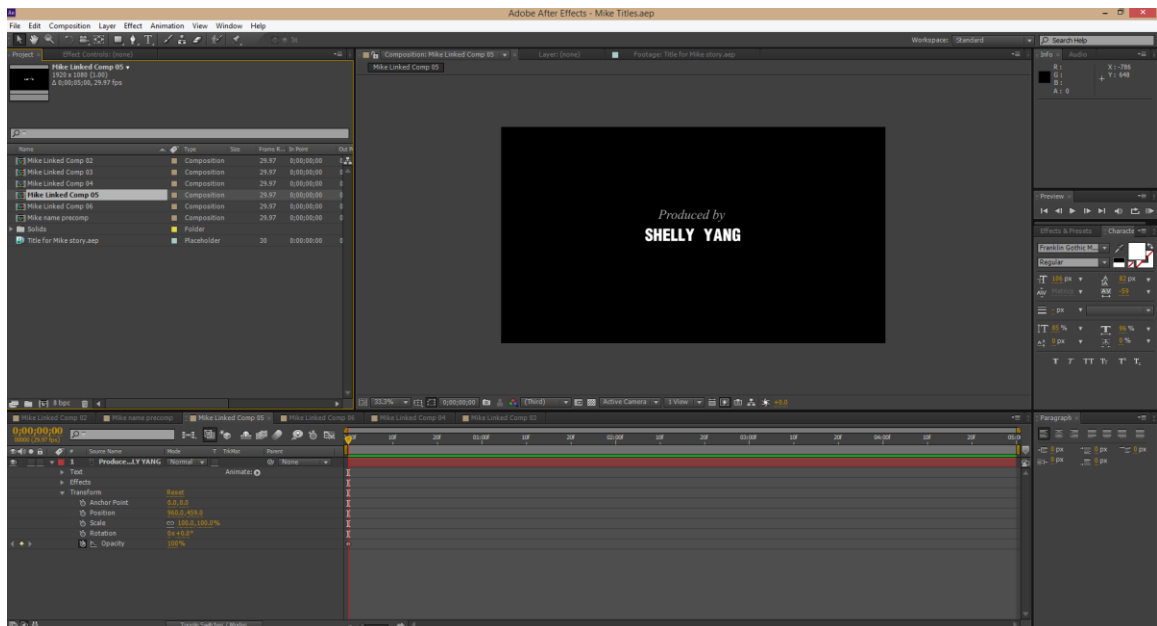 Adobe After Effects - Mike Titles.aep
File Edit Composition Layer Effect Animation View Window Help
Workspace: Standard
Search Help
Project
Effect Controls: (none)
Mike Linked Comp 05
1920 x 1080 (1.00)
Δ 0;00;05;00, 29.97 fps
Name Type Size Frame R... In Point Out P
Mike Linked Comp 02 Composition 29.97 0;00;00;00
Mike Linked Comp 03 Composition 29.97 0;00;00;00
Mike Linked Comp 04 Composition 29.97 0;00;00;00
Mike Linked Comp 05 Composition 29.97 0;00;00;00
Mike Linked Comp 06 Composition 29.97 0;00;00;00
Mike name precomp Composition 29.97 0;00;00;00
Solids Folder
Title for Mike story.aep Placeholder 30 0:00:00:00
8 bpc
Composition: Mike Linked Comp 05
Layer: (none)
Footage: Title for Mike story.aep
Mike Linked Comp 05
Produced by
SHELLY YANG
33.3% 0;00;00;00 (Third) Active Camera 1 View +0.0
Info Audio
R : X : -786
G : Y : 648
B :
A : 0
Preview
Effects & Presets Characte
Franklin Gothic M...
Regular
106 px 82 px
Metrics -59
- px
85 % 96 %
0 px 0 %
T T TT Tr T' T,
Paragraph
0 px 0 px 0 px
0 px 0 px
Mike Linked Comp 02 Mike name precomp Mike Linked Comp 05 Mike Linked Comp 06 Mike Linked Comp 04 Mike Linked Comp 03
0;00;00;00
00000 (29.97 fps)
10f 20f 01:00f 10f 20f 02:00f 10f 20f 03:00f 10f 20f 04:00f 10f 20f 05:0
# Source Name Mode T TrkMat Parent
1 Produce...LY YANG Normal None
Text Animate:
Effects
Transform Reset
Anchor Point 0.0, 0.0
Position 960.0, 459.0
Scale 100.0, 100.0%
Rotation 0x +0.0°
Opacity 100%
Toggle Switches / Modes